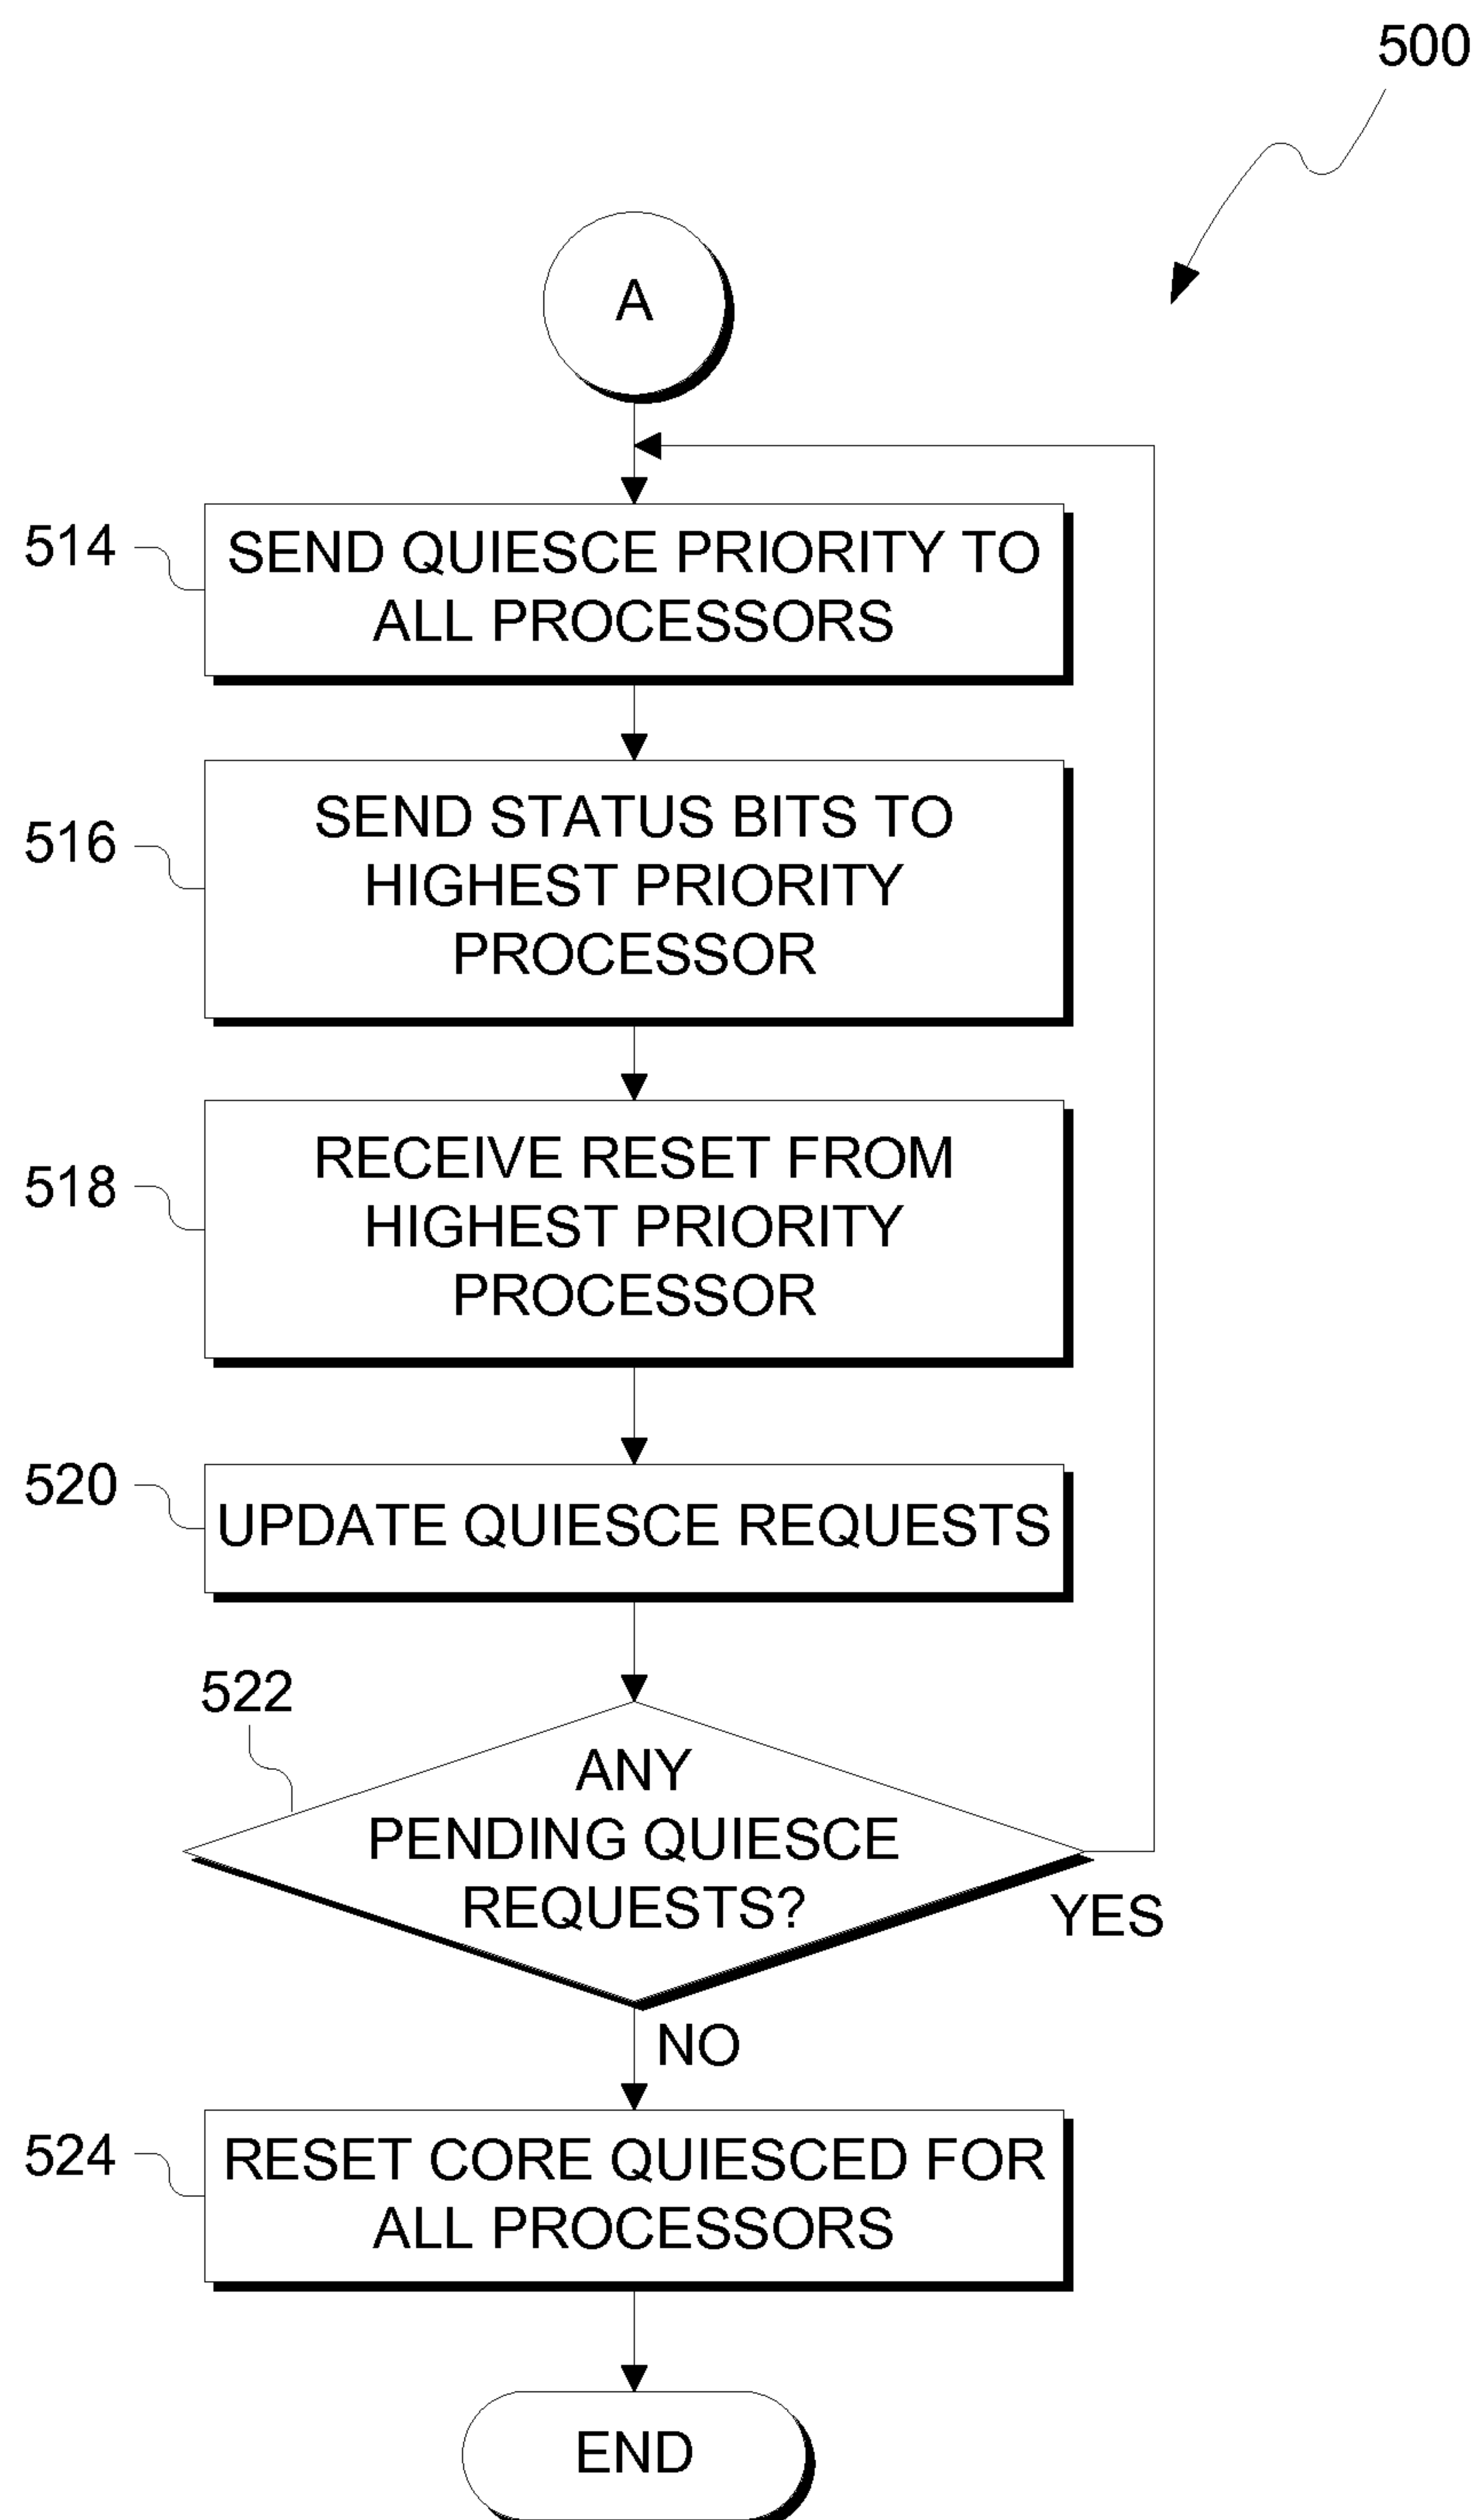 500
A
514
SEND QUIESCE PRIORITY TO
ALL PROCESSORS
516
SEND STATUS BITS TO
HIGHEST PRIORITY
PROCESSOR
518
RECEIVE RESET FROM
HIGHEST PRIORITY
PROCESSOR
520
UPDATE QUIESCE REQUESTS
522
ANY
PENDING QUIESCE
REQUESTS?
YES
NO
524
RESET CORE QUIESCED FOR
ALL PROCESSORS
END